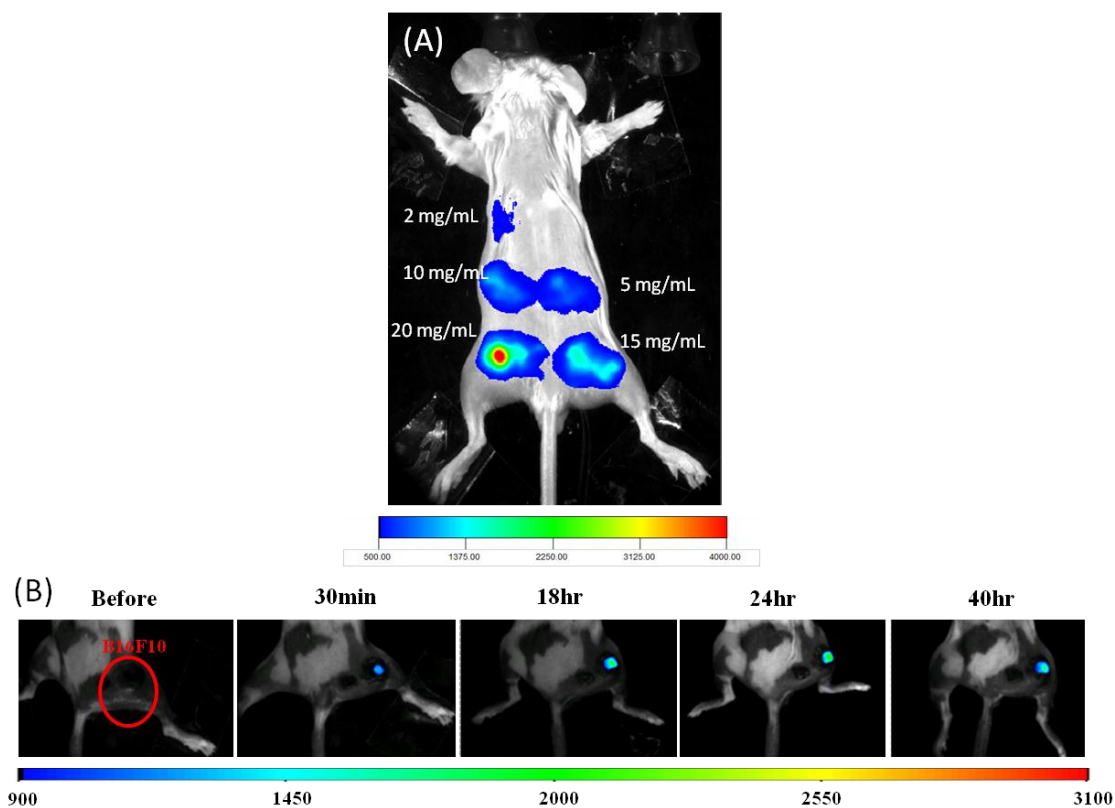 (A)
2 mg/mL
10 mg/mL 5 mg/mL
20 mg/mL 15 mg/mL
500.00 1375.00 2250.00 3125.00 4000.00
(B) Before 30min 18hr 24hr 40hr
B16F10
900 1450 2000 2550 3100